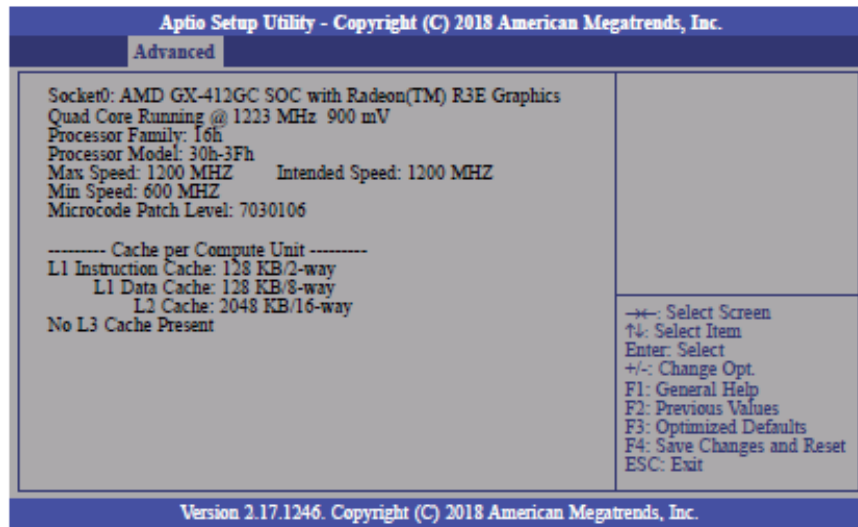 Aptio Setup Utility - Copyright (C) 2018 American Megatrends, Inc.
Advanced
Socket0: AMD GX-412GC SOC with Radeon(TM) R3E Graphics
Quad Core Running @ 1223 MHz 900 mV
Processor Family: 16h
Processor Model: 30h-3Fh
Max Speed: 1200 MHZ Intended Speed: 1200 MHZ
Min Speed: 600 MHZ
Microcode Patch Level: 7030106
--------- Cache per Compute Unit ---------
L1 Instruction Cache: 128 KB/2-way
L1 Data Cache: 128 KB/8-way
L2 Cache: 2048 KB/16-way
No L3 Cache Present
→←: Select Screen
↑↓: Select Item
Enter: Select
+/-: Change Opt.
F1: General Help
F2: Previous Values
F3: Optimized Defaults
F4: Save Changes and Reset
ESC: Exit
Version 2.17.1246. Copyright (C) 2018 American Megatrends, Inc.